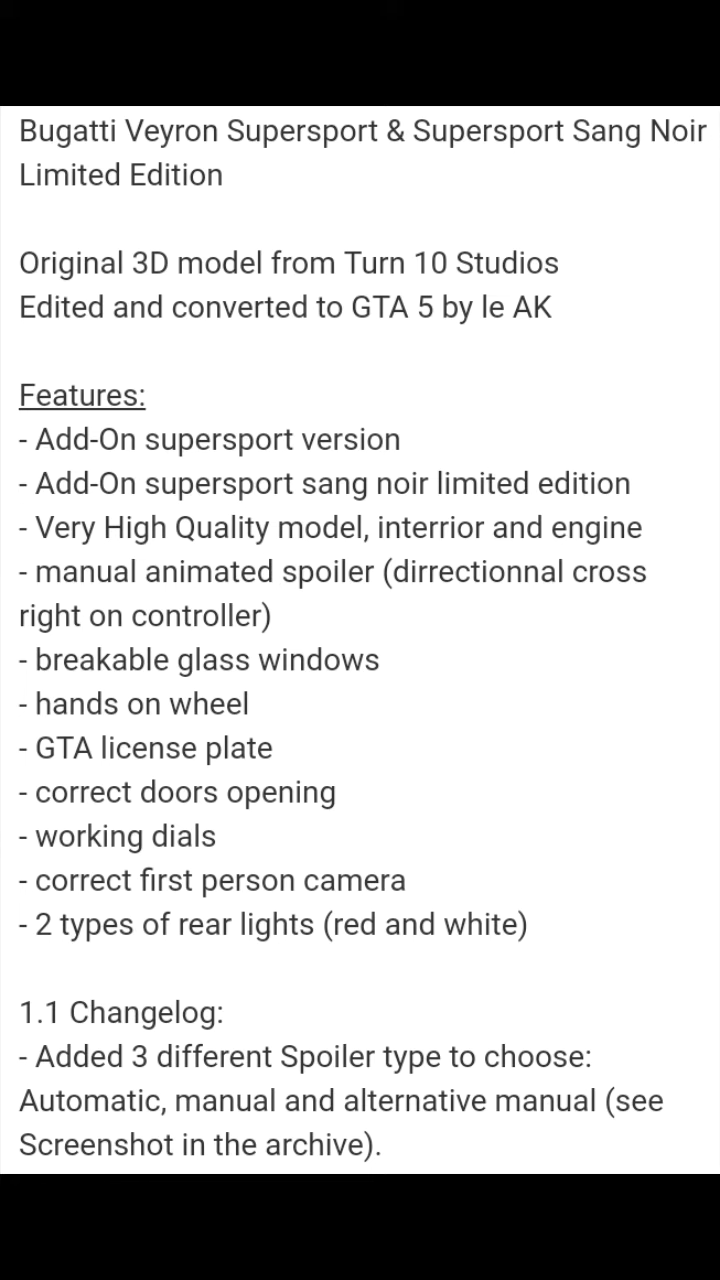 Bugatti Veyron Supersport & Supersport Sang Noir
Limited Edition
Original 3D model from Turn 10 Studios
Edited and converted to GTA 5 by le AK
Features:
- Add-On supersport version
- Add-On supersport sang noir limited edition
- Very High Quality model, interrior and engine
- manual animated spoiler (dirrectionnal cross
right on controller)
- breakable glass windows
- hands on wheel
- GTA license plate
- correct doors opening
- working dials
- correct first person camera
- 2 types of rear lights (red and white)
1.1 Changelog:
- Added 3 different Spoiler type to choose:
Automatic, manual and alternative manual (see
Screenshot in the archive).